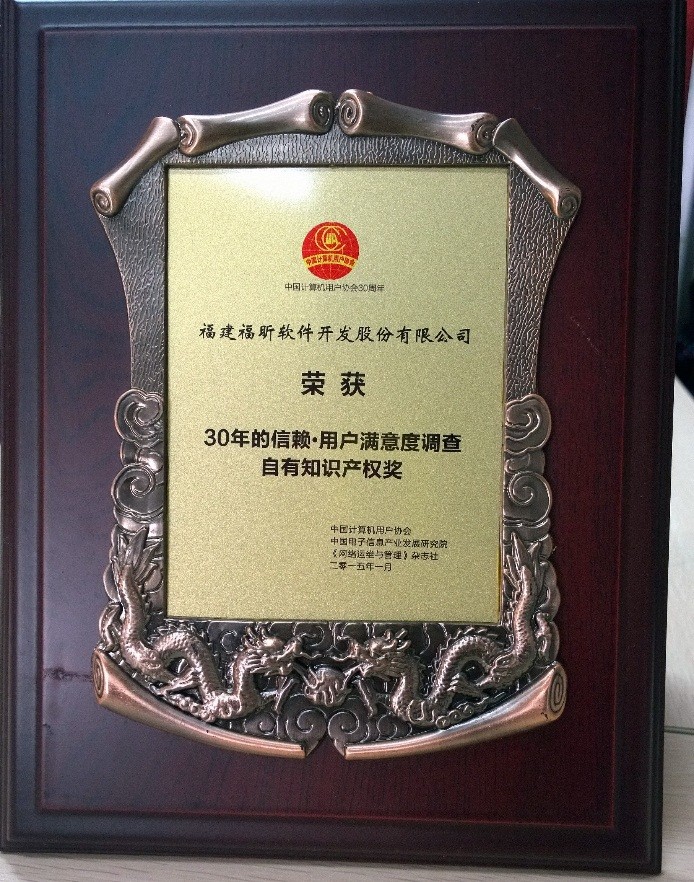 中国计算机用户协会
中国计算机用户协会30周年
福建福昕软件开发股份有限公司
荣获
30年的信赖·用户满意度调查
自有知识产权奖
中国计算机用户协会
中国电子信息产业发展研究院
《网络运维与管理》杂志社
二零一五年一月